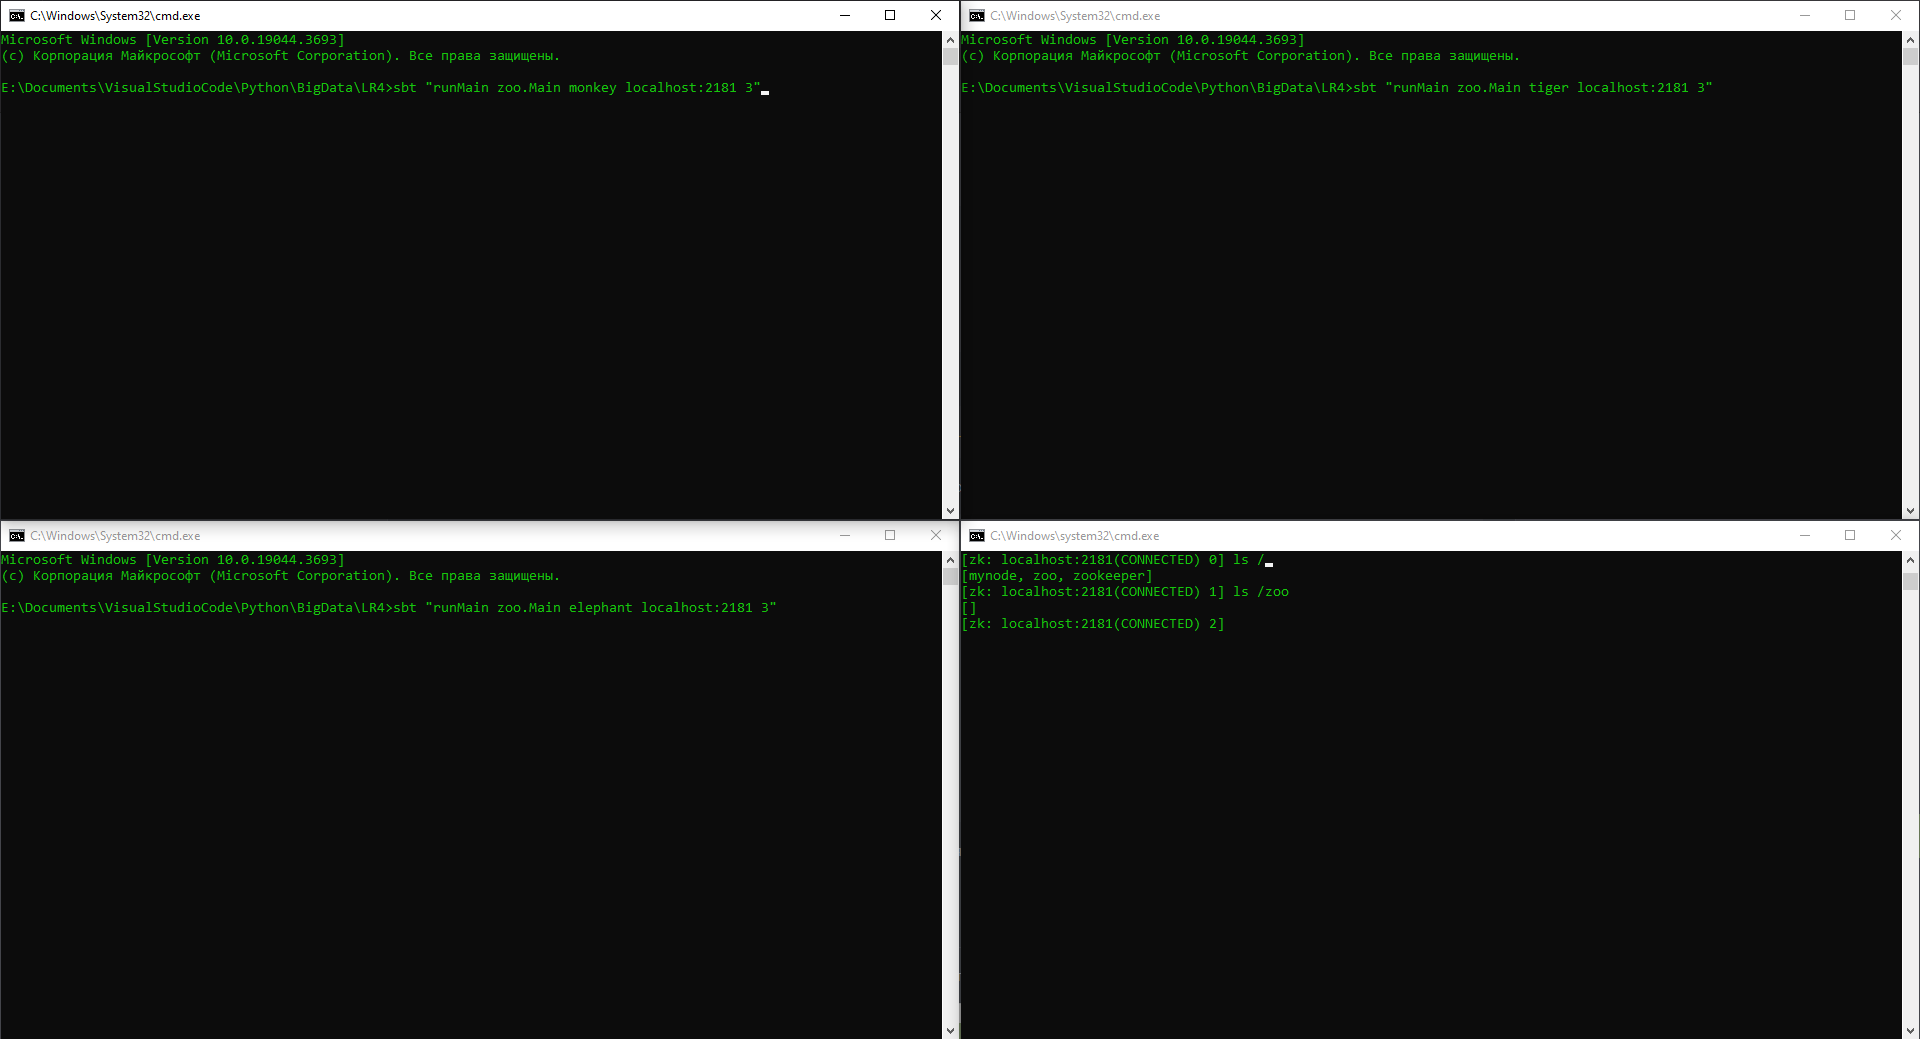 C:\Windows\System32\cmd.exe
Microsoft Windows [Version 10.0.19044.3693]
(c) Корпорация Майкрософт (Microsoft Corporation). Все права защищены.
E:\Documents\VisualStudioCode\Python\BigData\LR4>sbt "runMain zoo.Main monkey localhost:2181 3"
C:\Windows\System32\cmd.exe
Microsoft Windows [Version 10.0.19044.3693]
(c) Корпорация Майкрософт (Microsoft Corporation). Все права защищены.
E:\Documents\VisualStudioCode\Python\BigData\LR4>sbt "runMain zoo.Main tiger localhost:2181 3"
C:\Windows\System32\cmd.exe
Microsoft Windows [Version 10.0.19044.3693]
(c) Корпорация Майкрософт (Microsoft Corporation). Все права защищены.
E:\Documents\VisualStudioCode\Python\BigData\LR4>sbt "runMain zoo.Main elephant localhost:2181 3"
C:\Windows\system32\cmd.exe
[zk: localhost:2181(CONNECTED) 0] ls /
[mynode, zoo, zookeeper]
[zk: localhost:2181(CONNECTED) 1] ls /zoo
[]
[zk: localhost:2181(CONNECTED) 2]